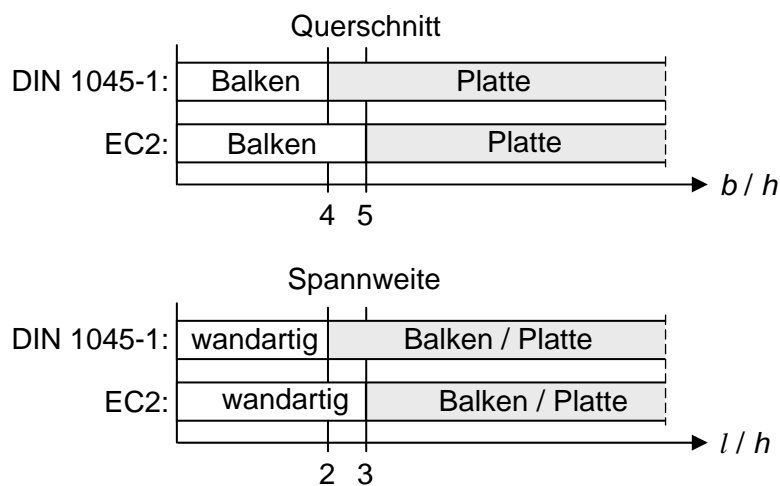 Querschnitt
DIN 1045-1: Balken Platte
EC2: Balken Platte
b / h
4 5
Spannweite
DIN 1045-1: wandartig Balken / Platte
EC2: wandartig Balken / Platte
l / h
2 3